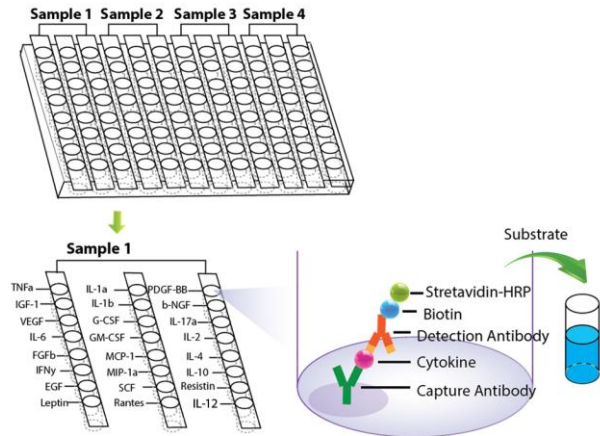 Sample 1 Sample 2 Sample 3 Sample 4
Sample 1
TNFa
IGF-1
VEGF
IL-6
FGFb
IFNy
EGF
Leptin
IL-1a
IL-1b
G-CSF
GM-CSF
MCP-1
MIP-1a
SCF
Rantes
PDGF-BB
b-NGF
IL-17a
IL-2
IL-4
IL-10
Resistin
IL-12
Substrate
Stretavidin-HRP
Biotin
Detection Antibody
Cytokine
Capture Antibody